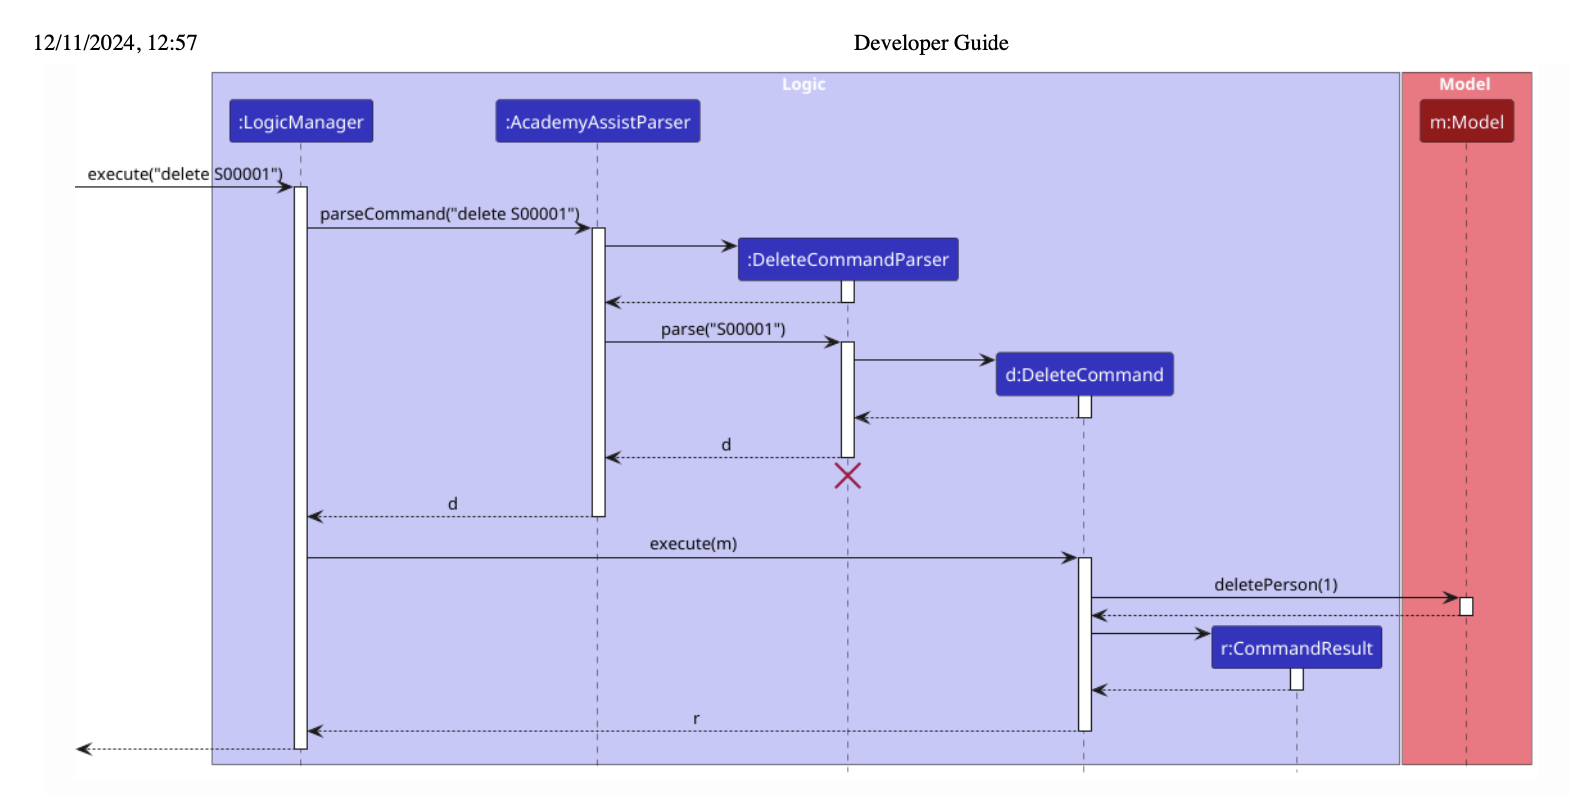 12/11/2024, 12:57 Developer Guide
Logic Model
:LogicManager :AcademyAssistParser m:Model
execute("delete S00001")
parseCommand("delete S00001")
:DeleteCommandParser
parse("S00001")
d:DeleteCommand
d
d
execute(m)
deletePerson(1)
r:CommandResult
r